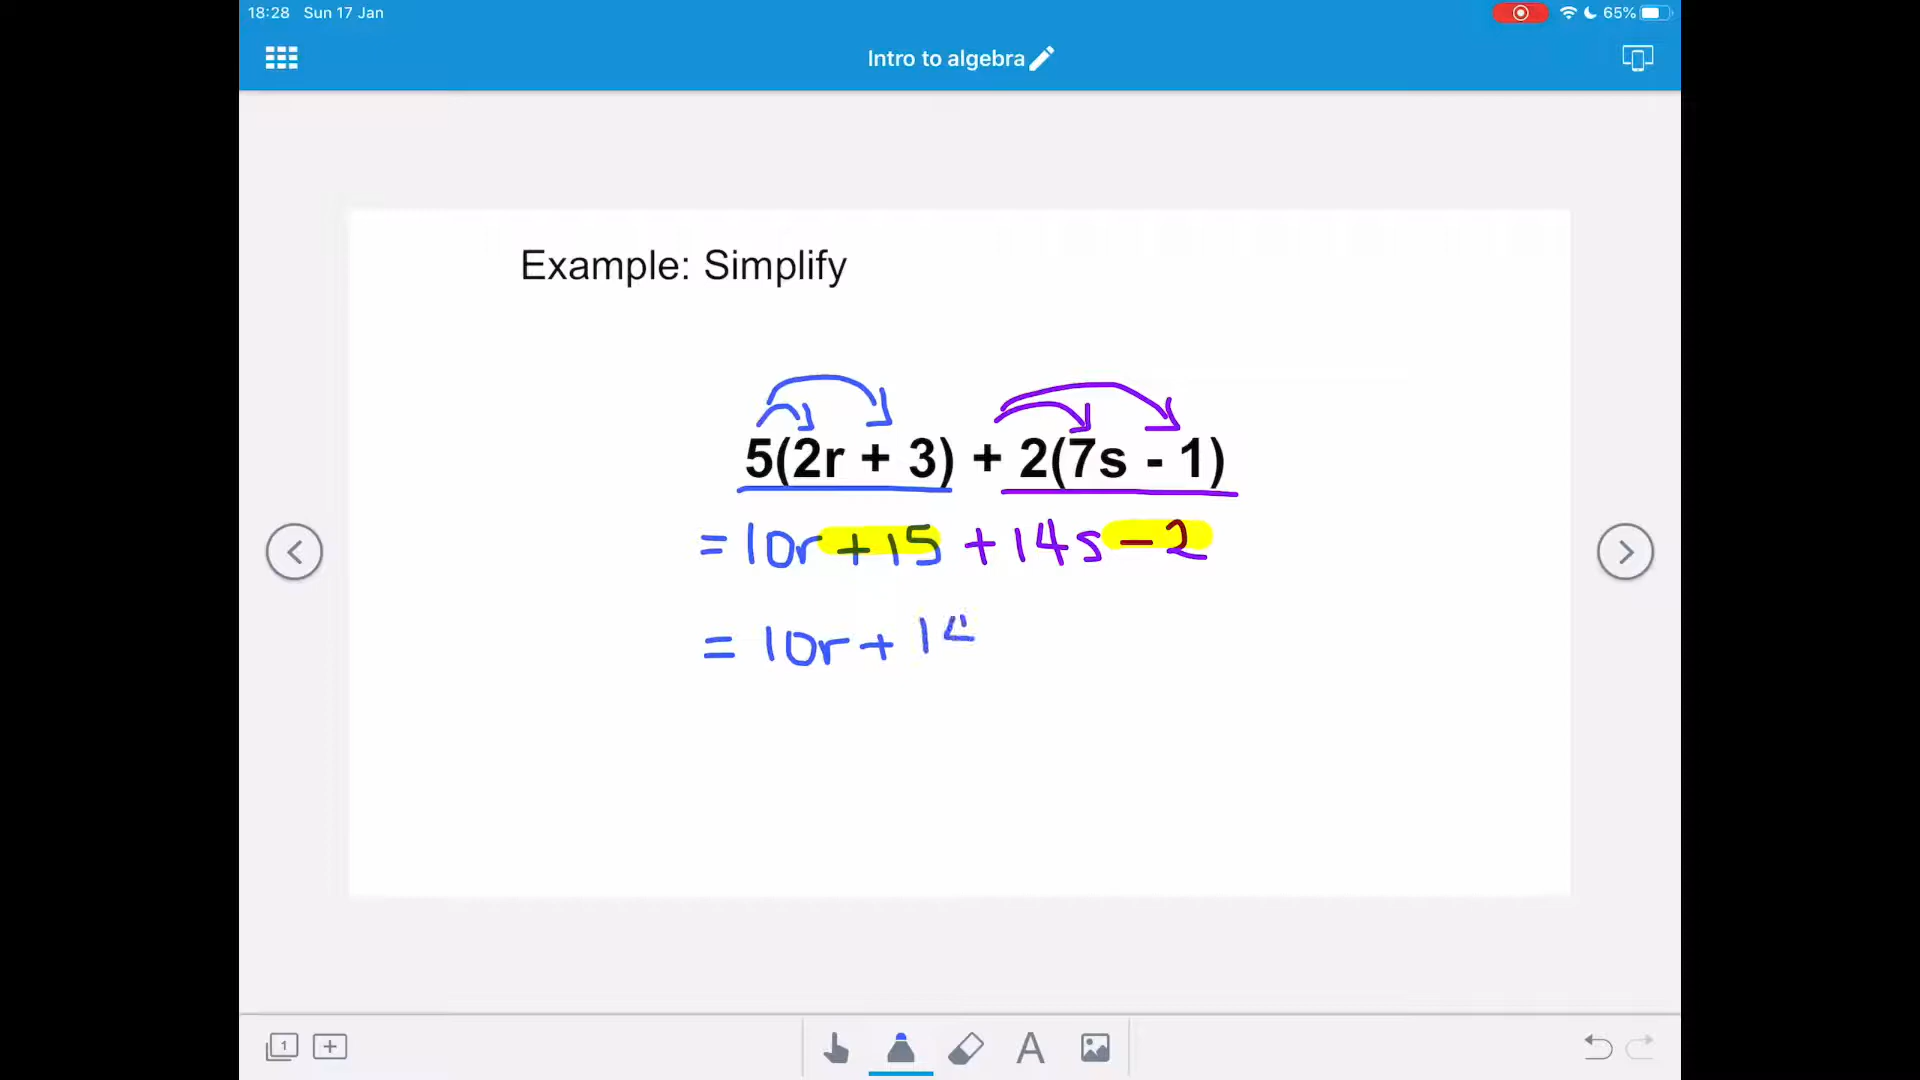 18:28 Sun 17 Jan 65%
Intro to algebra
Example: Simplify
5(2r + 3) + 2(7s - 1)
= 10r + 15 + 14s - 2
= 10r + 14
1
A